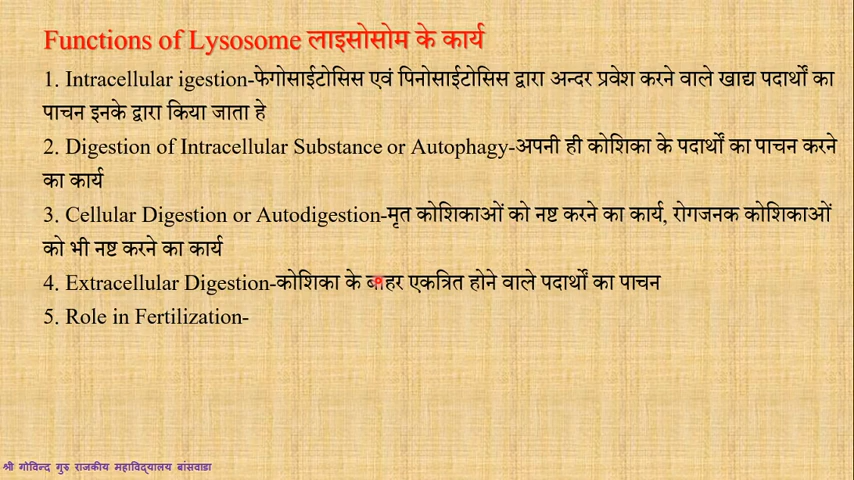 Functions of Lysosome लाइसोसोम के कार्य
1. Intracellular igestion-फेगोसाईटोसिस एवं पिनोसाईटोसिस द्वारा अन्दर प्रवेश करने वाले खाद्य पदार्थों का
पाचन इनके द्वारा किया जाता हे
2. Digestion of Intracellular Substance or Autophagy-अपनी ही कोशिका के पदार्थों का पाचन करने
का कार्य
3. Cellular Digestion or Autodigestion-मृत कोशिकाओं को नष्ट करने का कार्य, रोगजनक कोशिकाओं
को भी नष्ट करने का कार्य
4. Extracellular Digestion-कोशिका के बाहर एकत्रित होने वाले पदार्थों का पाचन
5. Role in Fertilization-
श्री गोविन्द गुरु राजकीय महाविद्यालय बांसवाडा